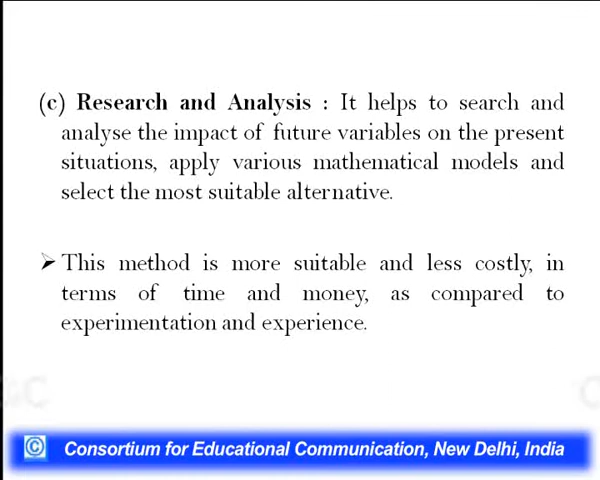 (c) Research and Analysis : It helps to search and
analyse the impact of future variables on the present
situations, apply various mathematical models and
select the most suitable alternative.
➤ This method is more suitable and less costly, in
terms of time and money, as compared to
experimentation and experience.
© Consortium for Educational Communication, New Delhi, India